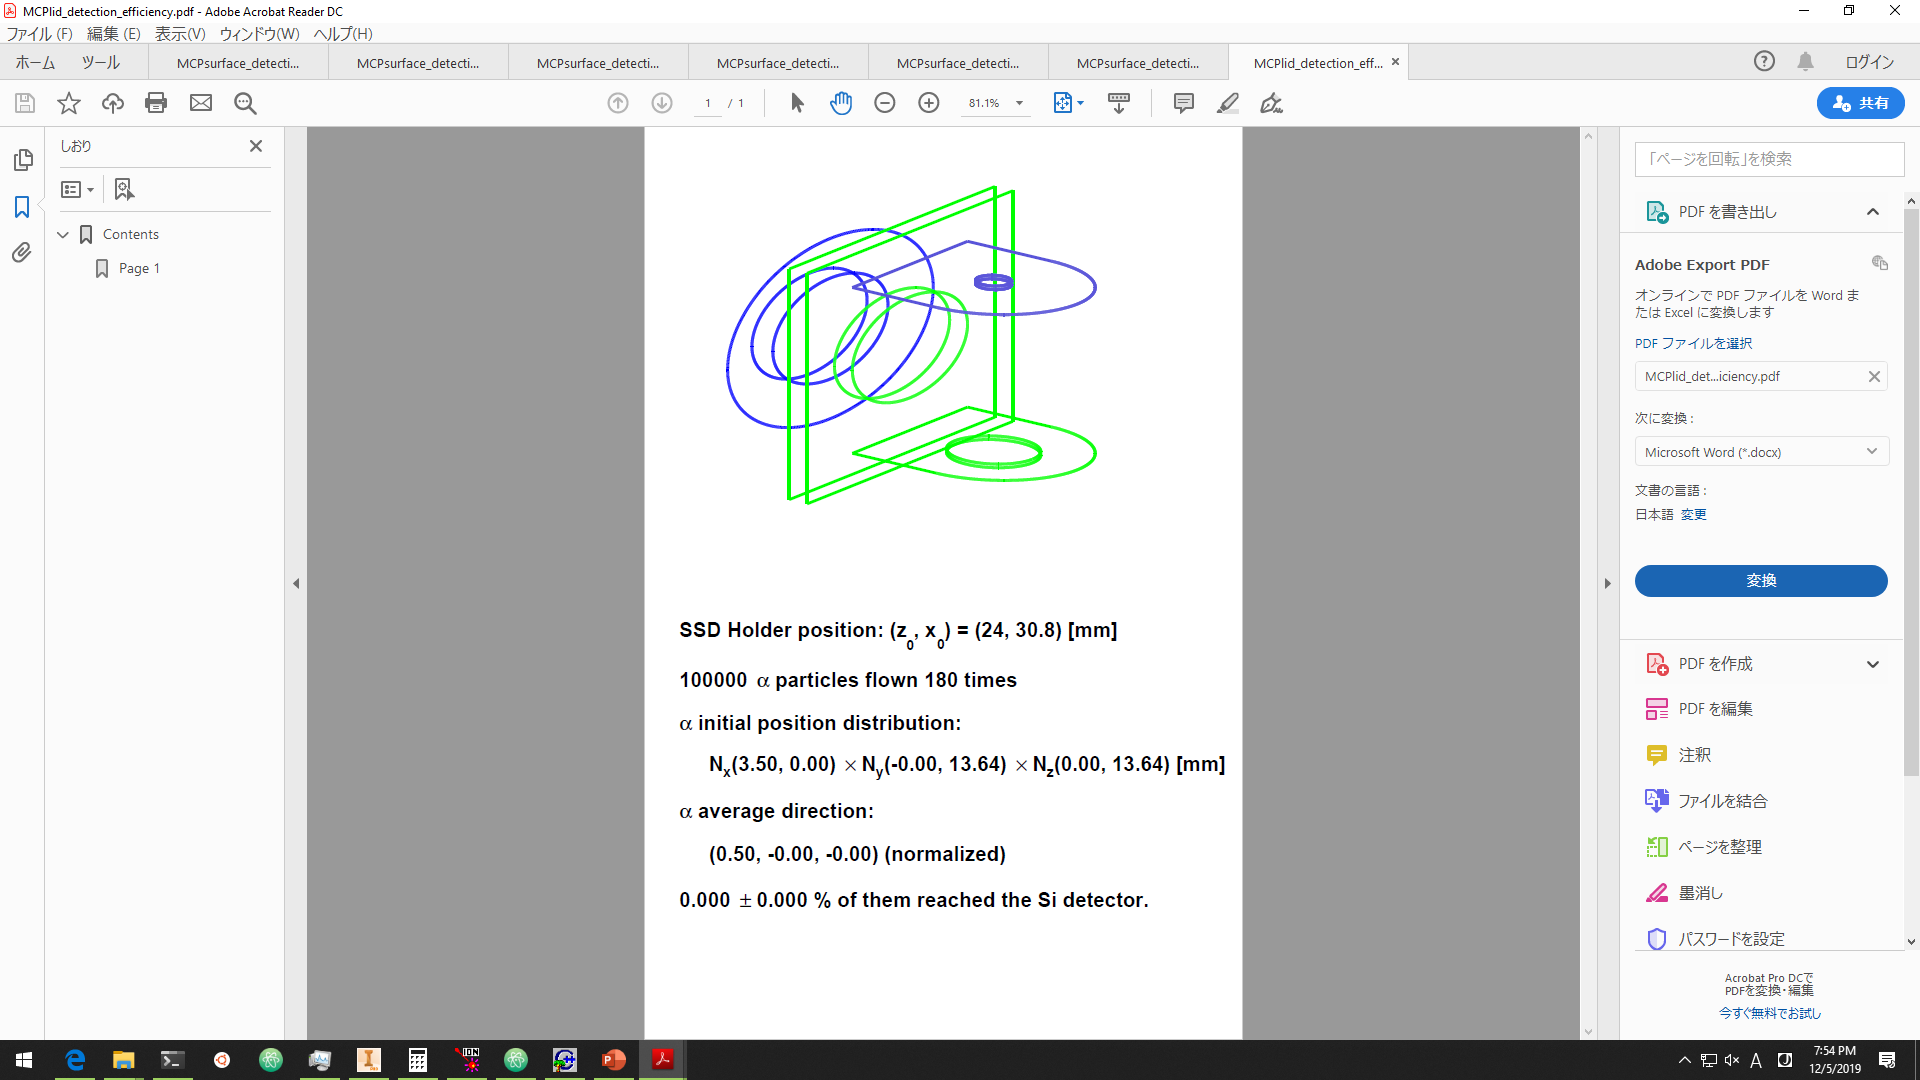 MCPlid_detection_efficiency.pdf - Adobe Acrobat Reader DC
ファイル (F) 編集 (E) 表示(V) ウィンドウ(W) ヘルプ(H)
ホーム ツール MCPsurface_detecti... MCPsurface_detecti... MCPsurface_detecti... MCPsurface_detecti... MCPsurface_detecti... MCPsurface_detecti... MCPlid_detection_eff... ログイン
1 / 1 81.1% 共有
しおり
Contents
Page 1
SSD Holder position: (z0, x0) = (24, 30.8) [mm]
100000 α particles flown 180 times
α initial position distribution:
Nx(3.50, 0.00) × Ny(-0.00, 13.64) × Nz(0.00, 13.64) [mm]
α average direction:
(0.50, -0.00, -0.00) (normalized)
0.000 ± 0.000 % of them reached the Si detector.
「ページを回転」を検索
PDF を書き出し
Adobe Export PDF
オンラインで PDF ファイルを Word ま
たは Excel に変換します
PDF ファイルを選択
MCPlid_det...iciency.pdf
次に変換 :
Microsoft Word (*.docx)
文書の言語 :
日本語 変更
変換
PDF を作成
PDF を編集
注釈
ファイルを結合
ページを整理
墨消し
パスワードを設定
Acrobat Pro DCで
PDFを変換・編集
今すぐ無料でお試し
ION
A J
7:54 PM
12/5/2019